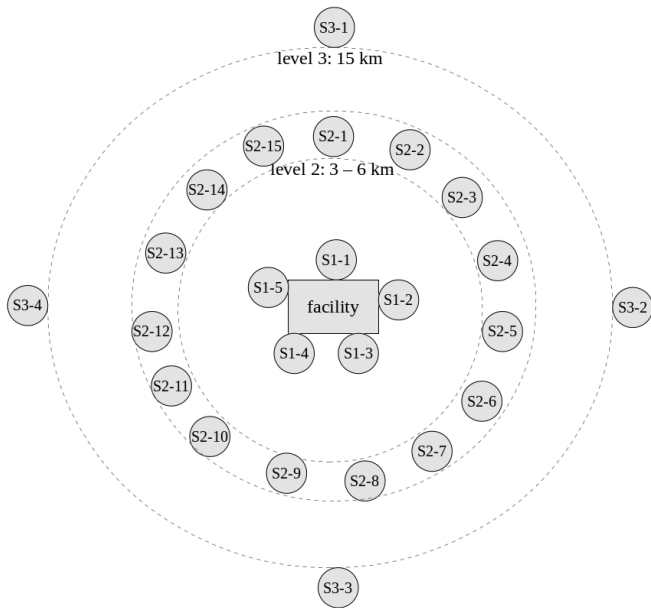 S3-1
level 3: 15 km
S2-1
S2-15
S2-2
level 2: 3 – 6 km
S2-14
S2-3
S2-13
S2-4
S1-1
S1-5
S1-2
facility
S3-4
S3-2
S2-12
S2-5
S1-4
S1-3
S2-11
S2-6
S2-10
S2-7
S2-9
S2-8
S3-3